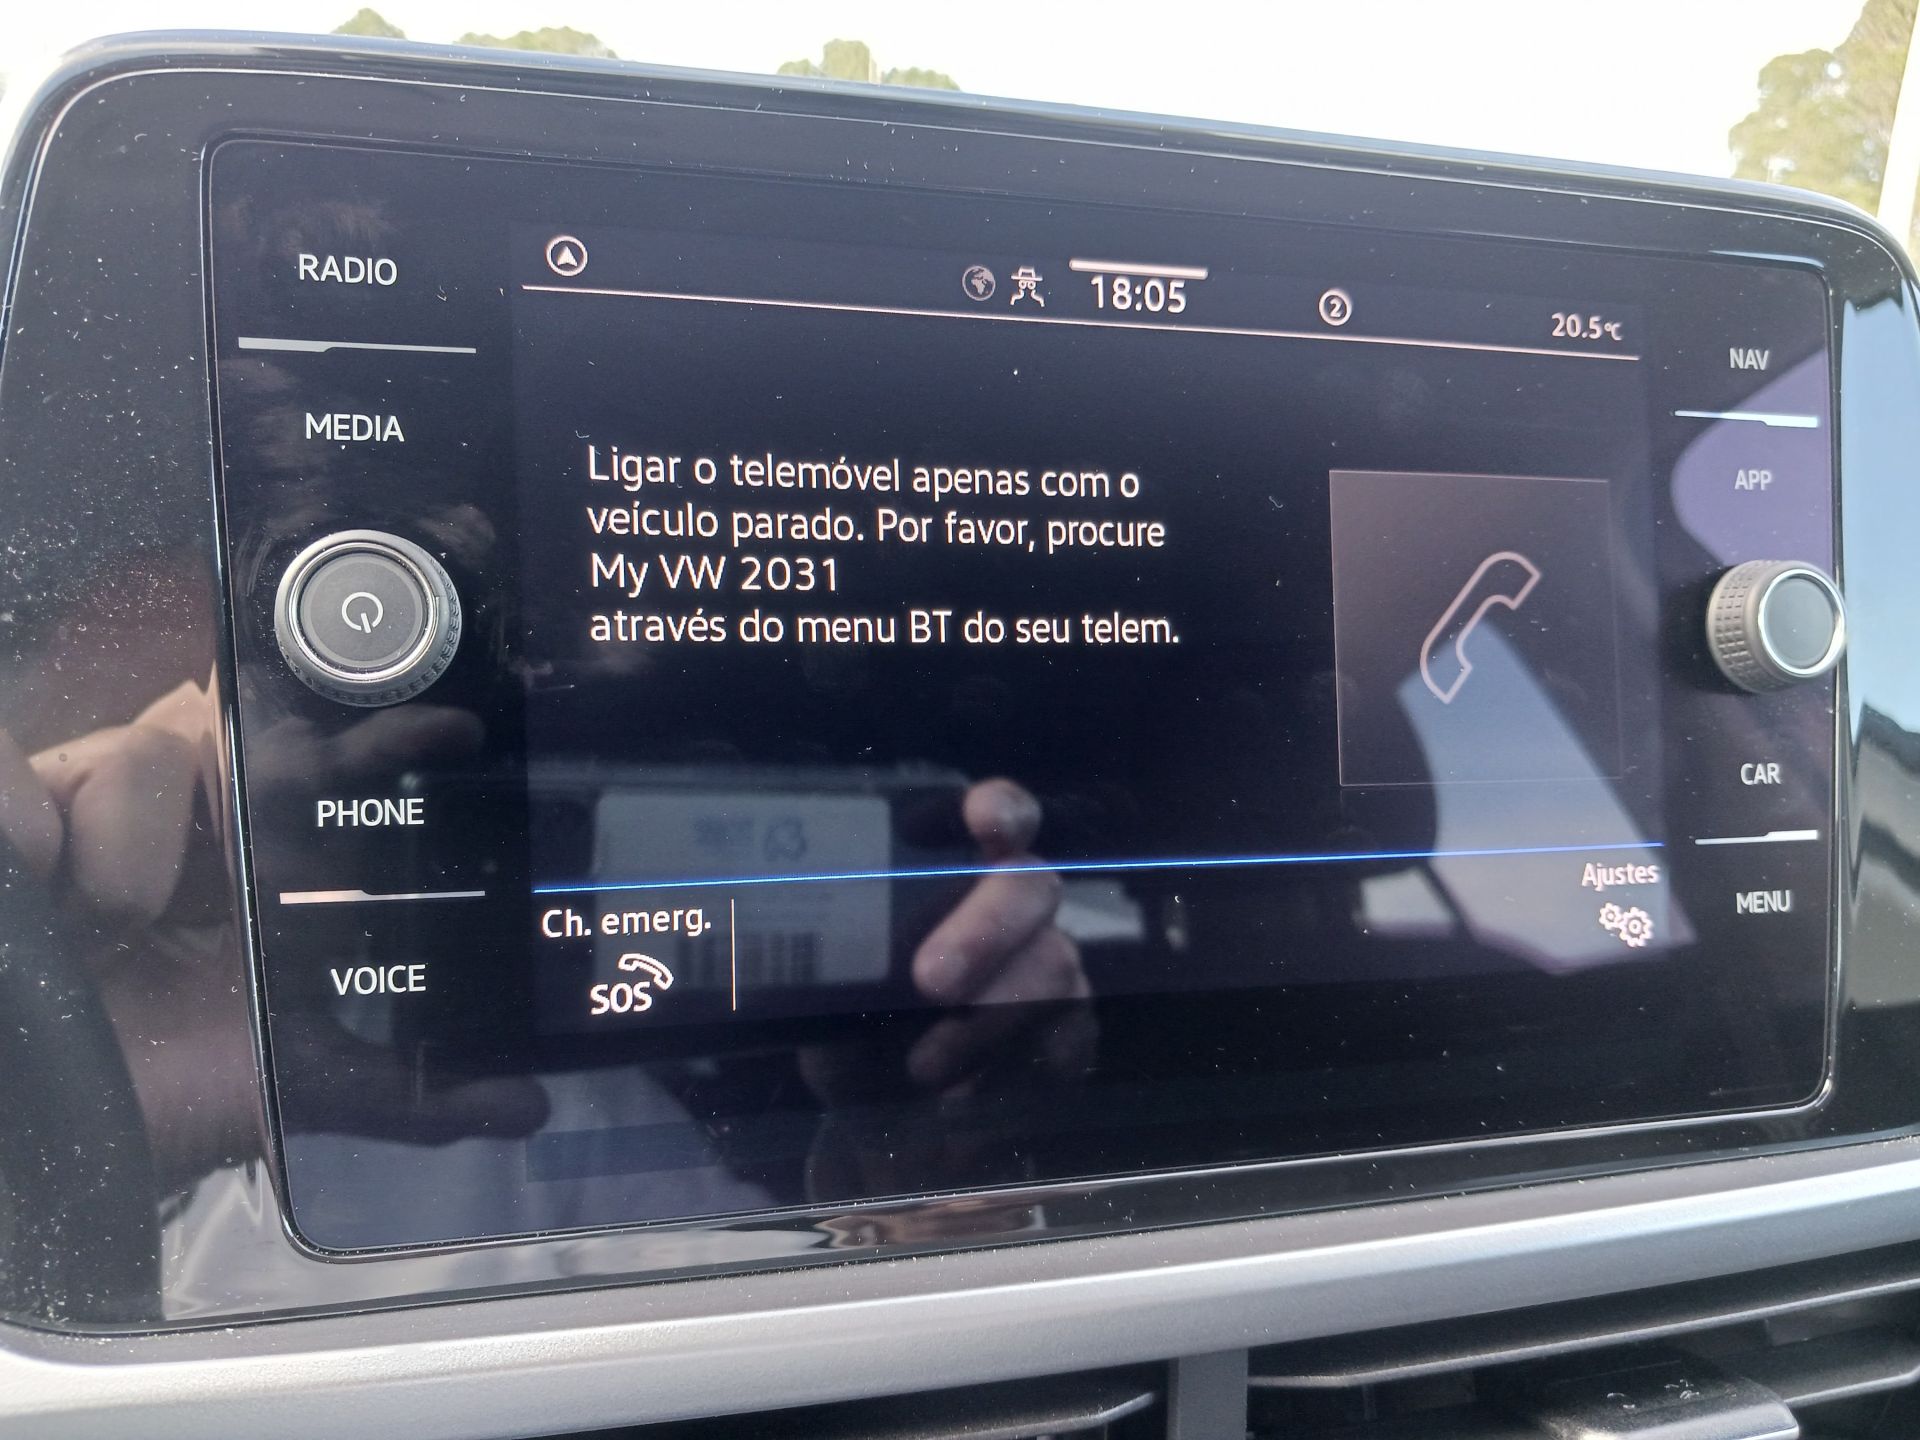 RADIO
MEDIA
PHONE
VOICE
18:05
2
20.5°C
Ligar o telemóvel apenas com o
veículo parado. Por favor, procure
My VW 2031
através do menu BT do seu telem.
Ch. emerg.
SOS
Ajustes
NAV
APP
CAR
MENU